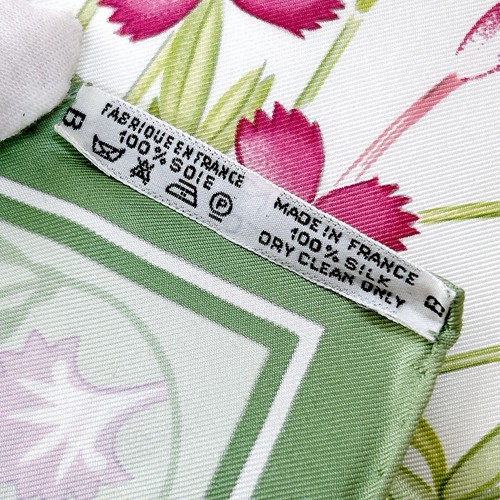 B
FABRIQUE EN FRANCE
100% SOIE
P
MADE IN FRANCE
100% SILK
DRY CLEAN ONLY
B